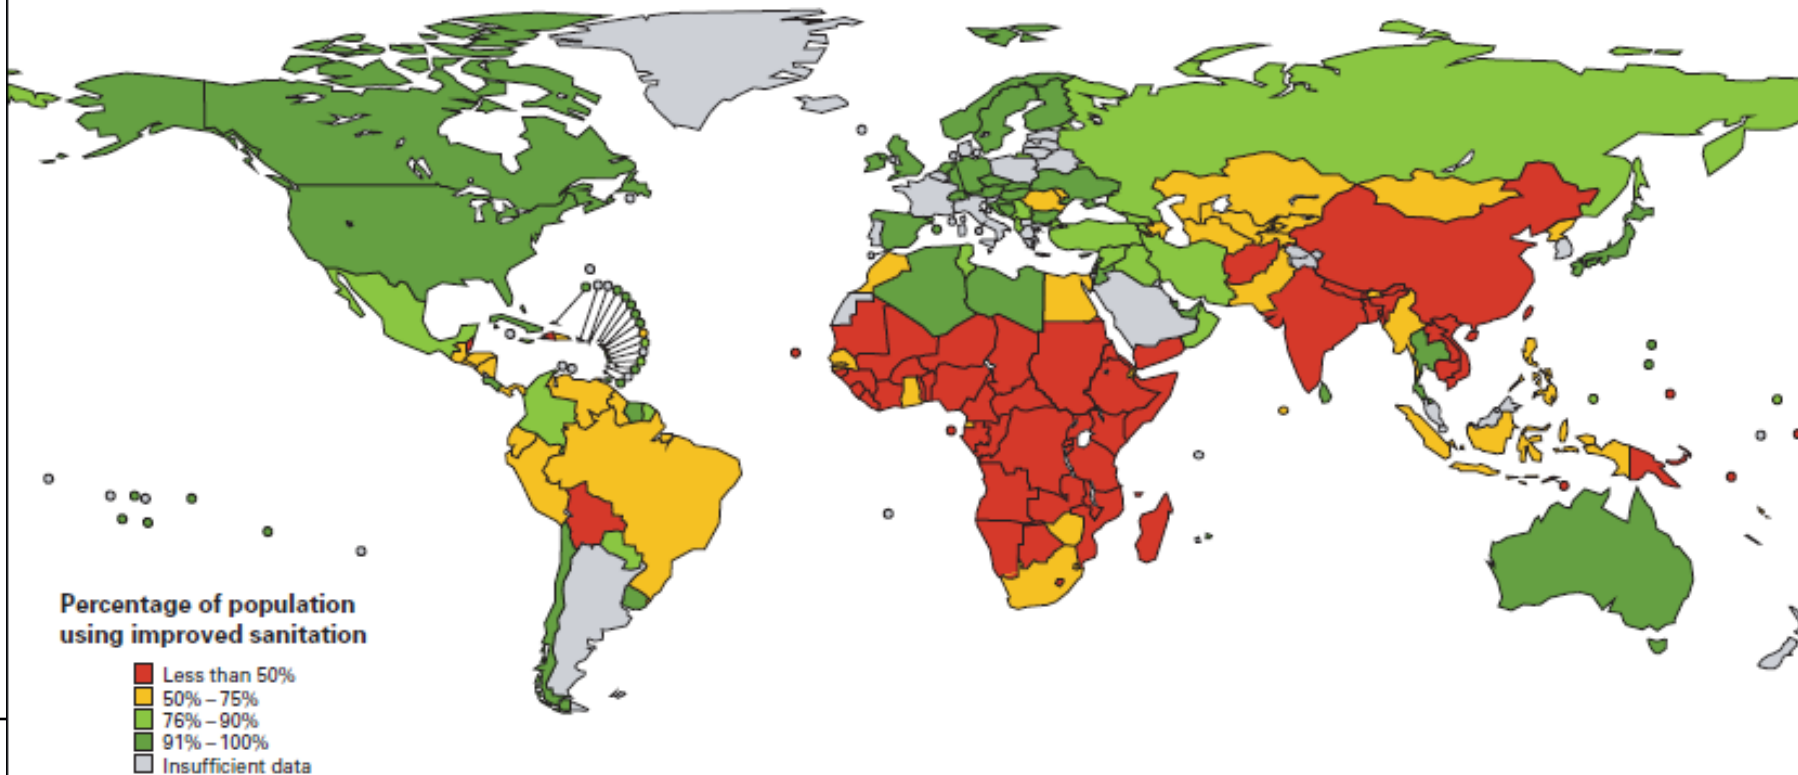 Percentage of population
using improved sanitation
Less than 50%
50% – 75%
76% – 90%
91% – 100%
Insufficient data